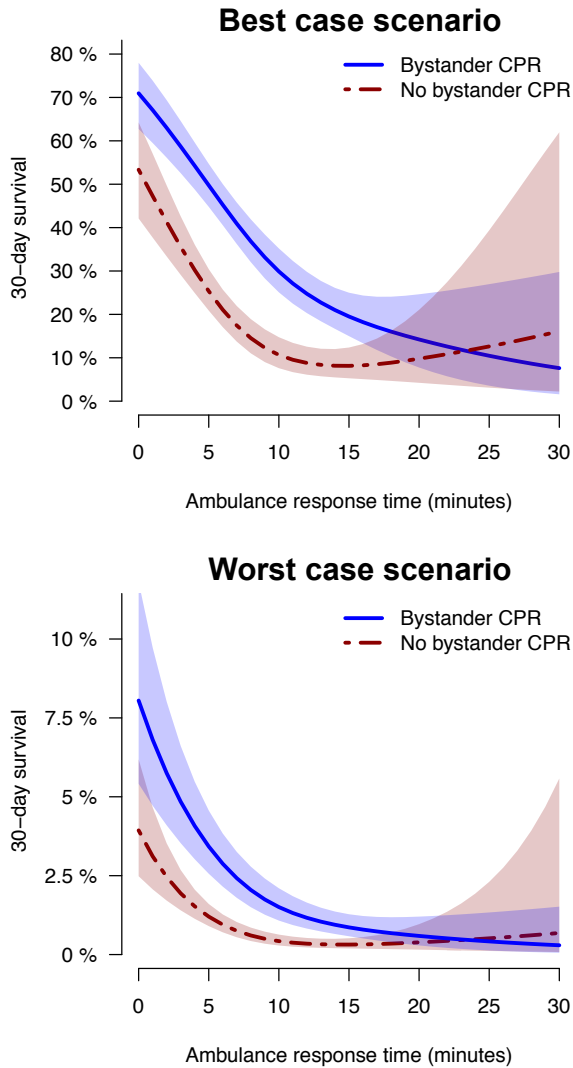 Best case scenario
80 %
70 %
60 %
50 %
40 %
30 %
20 %
10 %
0 %
30−day survival
Bystander CPR
No bystander CPR
0 5 10 15 20 25 30
Ambulance response time (minutes)
Worst case scenario
10 %
7.5 %
5 %
2.5 %
0 %
30−day survival
Bystander CPR
No bystander CPR
0 5 10 15 20 25 30
Ambulance response time (minutes)